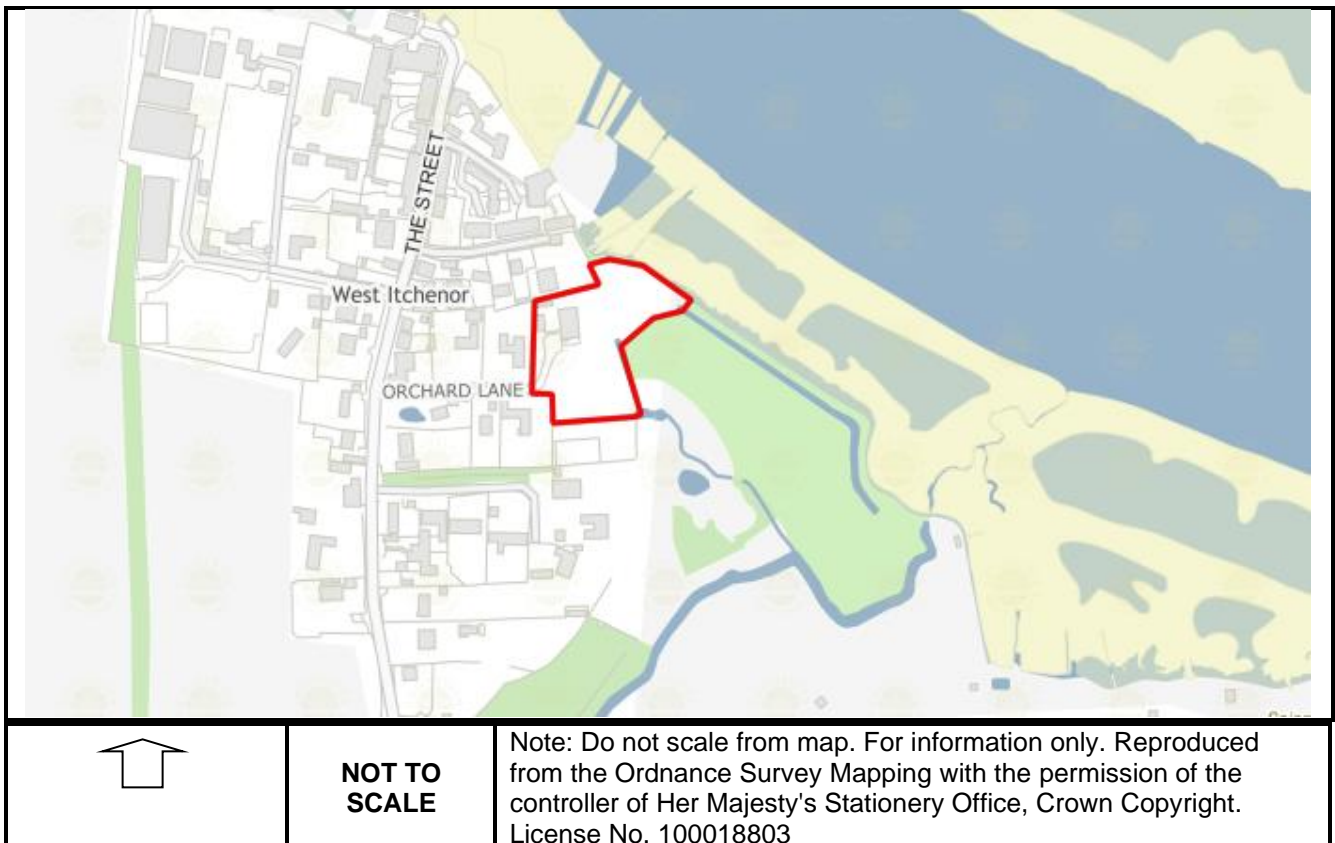 THE STREET
West Itchenor
ORCHARD LANE
NOT TO
SCALE
Note: Do not scale from map. For information only. Reproduced
from the Ordnance Survey Mapping with the permission of the
controller of Her Majesty's Stationery Office, Crown Copyright.
License No. 100018803